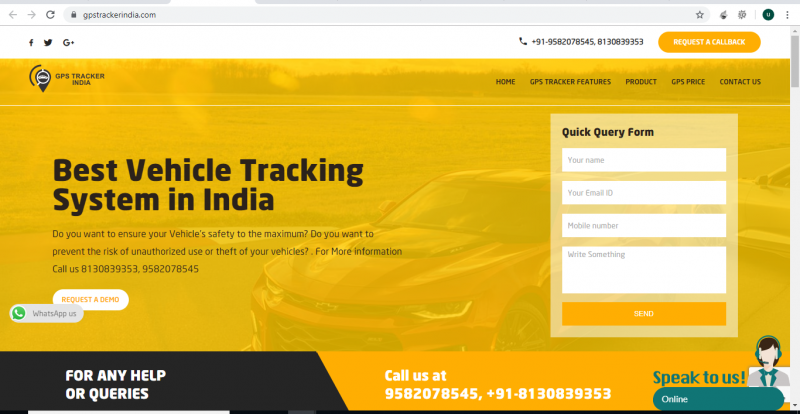 gpstrackerindia.com
U
f
G+
+91-9582078545, 8130839353
REQUEST A CALLBACK
GPS TRACKER
INDIA
HOME GPS TRACKER FEATURES PRODUCT GPS PRICE CONTACT US
Quick Query Form
Your name
Your Email ID
Mobile number
Write Something
SEND
Best Vehicle Tracking
System in India
Do you want to ensure your Vehicle's safety to the maximum? Do you want to
prevent the risk of unauthorized use or theft of your vehicles? . For More information
Call us 8130839353, 9582078545
REQUEST A DEMO
WhatsApp us
FOR ANY HELP
OR QUERIES
Call us at
9582078545, +91-8130839353
Speak to us!
Online